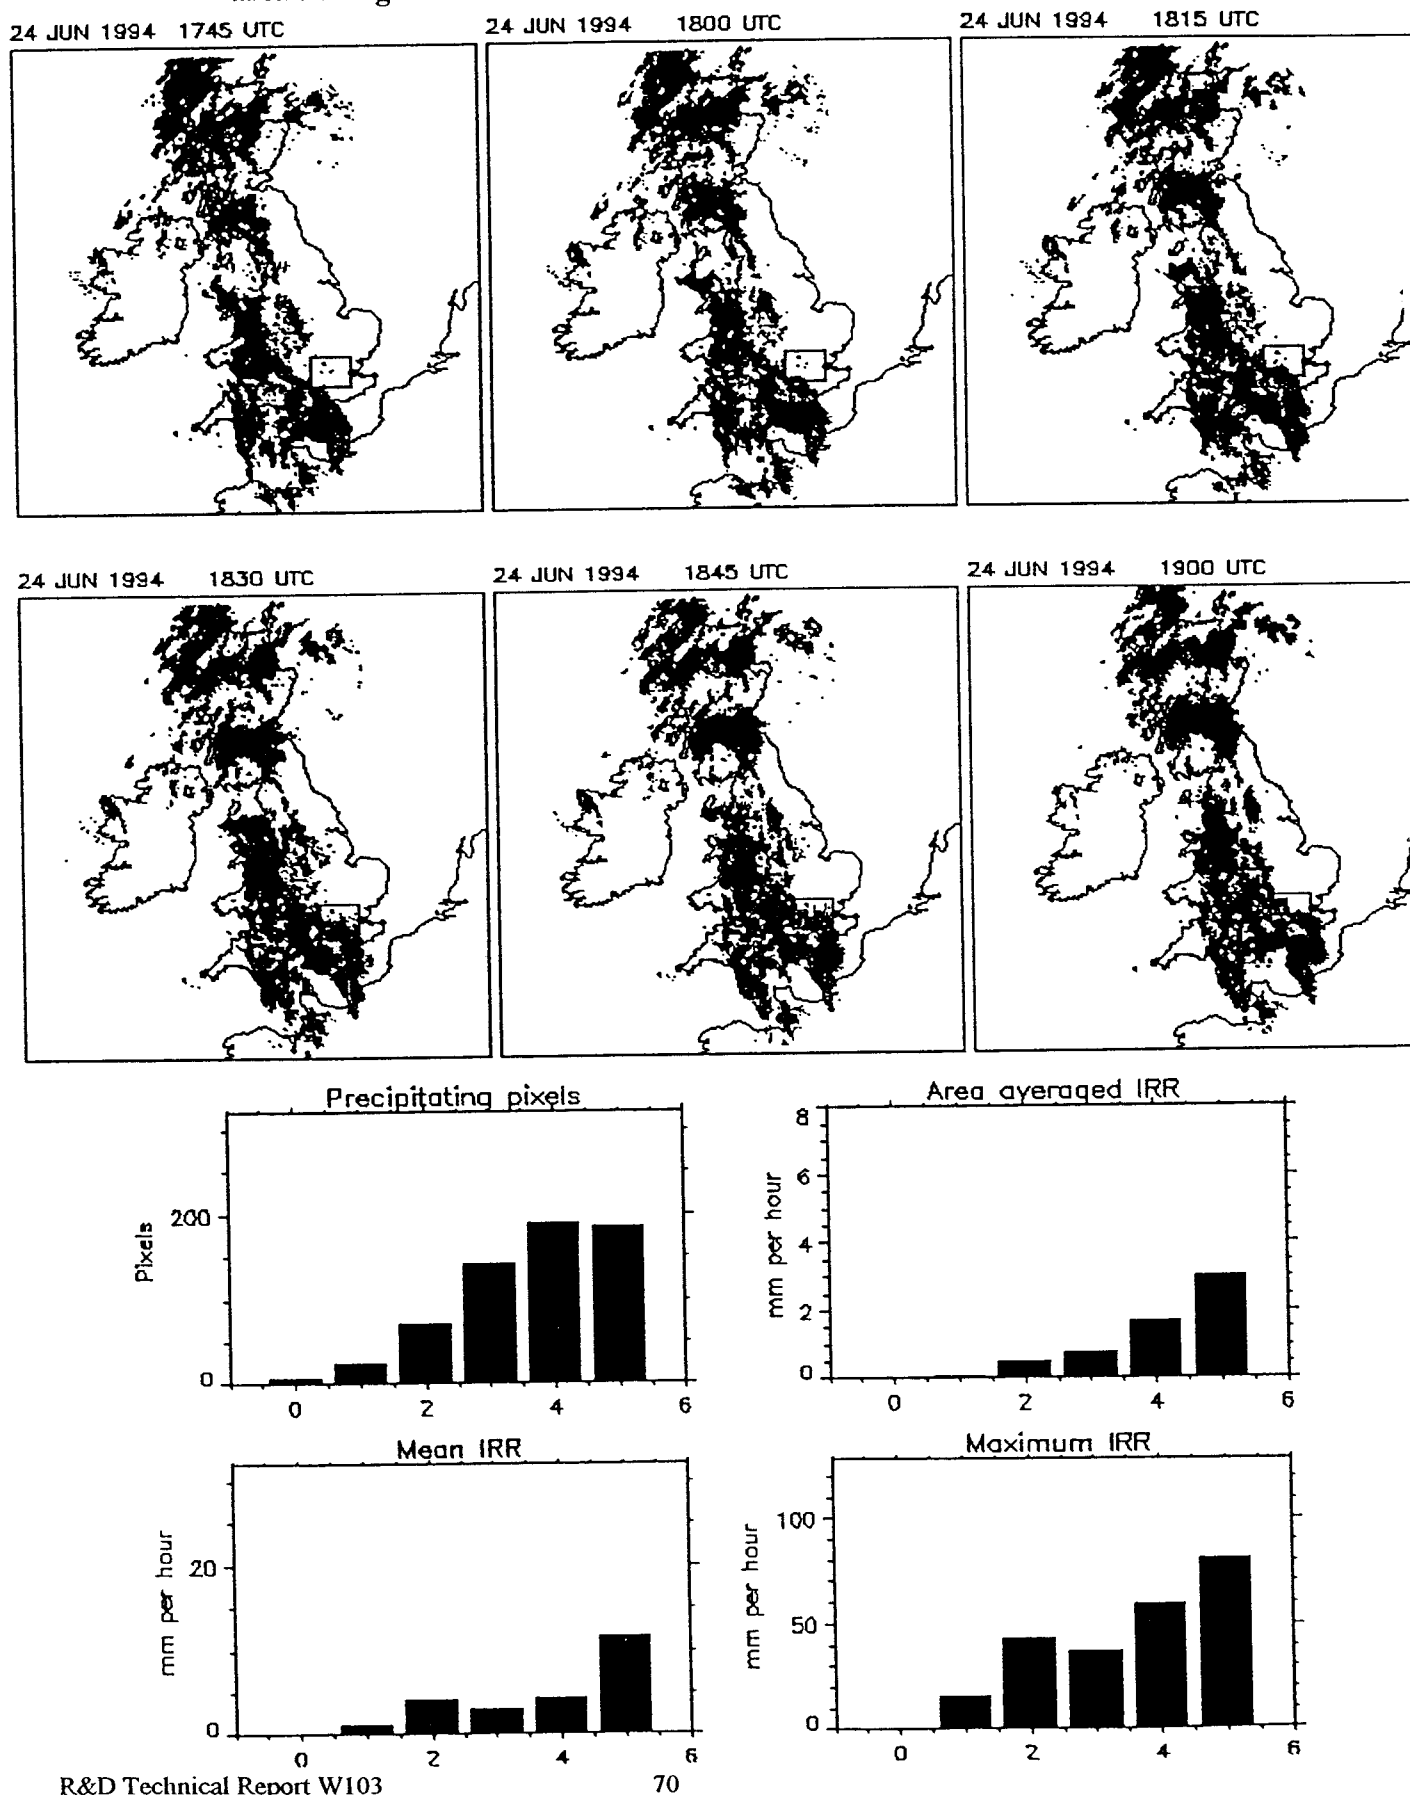 24 JUN 1994 1745 UTC
24 JUN 1994 1800 UTC
24 JUN 1994 1815 UTC
24 JUN 1994 1830 UTC
24 JUN 1994 1845 UTC
24 JUN 1994 1900 UTC
Precipitating pixels
Pixels
200
0
0 2 4 6
Area averaged IRR
mm per hour
8
6
4
2
0
0 2 4 6
Mean IRR
mm per hour
20
0
0 2 4 6
Maximum IRR
mm per hour
100
50
0
0 2 4 6
R&D Technical Report W103
70